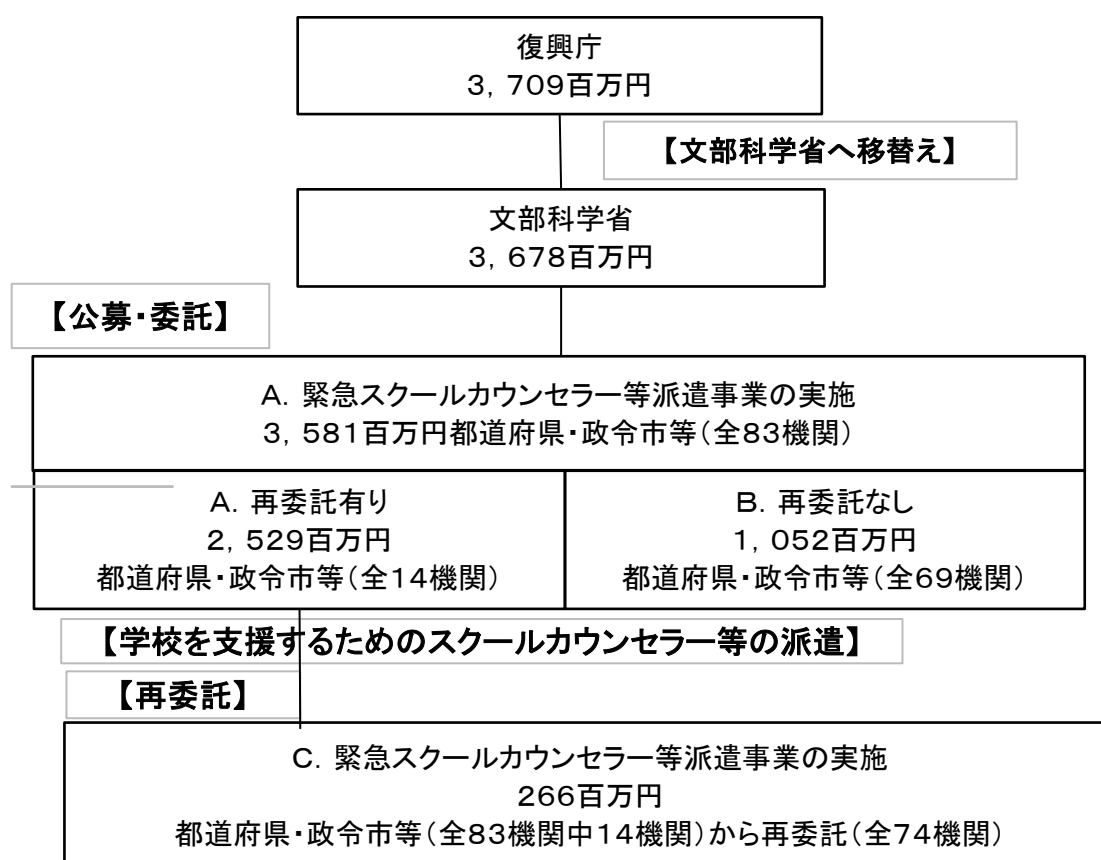 復興庁
3，709百万円
【文部科学省へ移替え】
文部科学省
3，678百万円
【公募・委託】
A．緊急スクールカウンセラー等派遣事業の実施
3，581百万円都道府県・政令市等（全83機関）
A．再委託有り
2，529百万円
都道府県・政令市等（全14機関）
B．再委託なし
1，052百万円
都道府県・政令市等（全69機関）
【学校を支援するためのスクールカウンセラー等の派遣】
【再委託】
C．緊急スクールカウンセラー等派遣事業の実施
266百万円
都道府県・政令市等（全83機関中14機関）から再委託（全74機関）